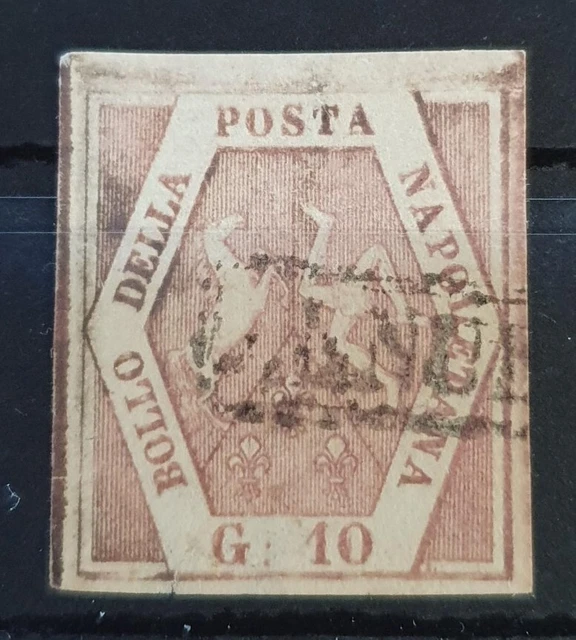 BOLLO DELLA
POSTA
NAPOLETANA
G. 10